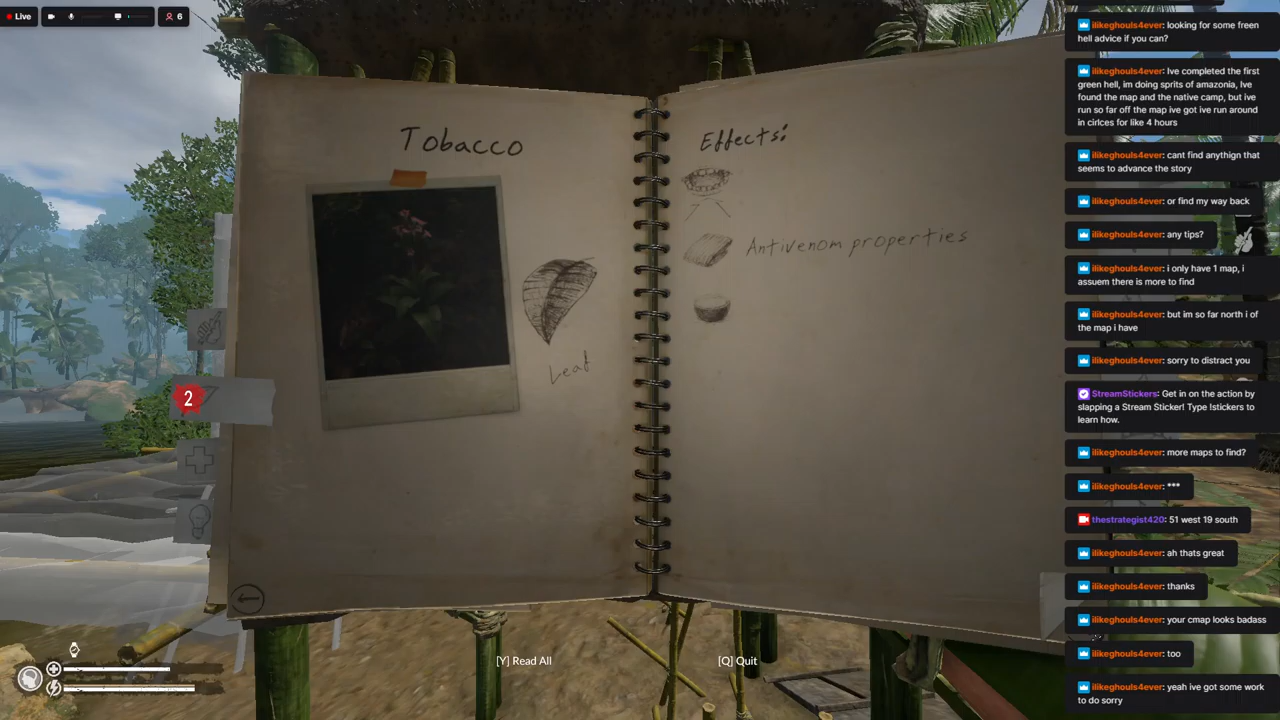 Live
6
Tobacco
Leaf
Effects:
Antivenom properties
2
[Y] Read All
[Q] Quit
ilikeghouls4ever: looking for some freen
hell advice if you can?
ilikeghouls4ever: Ive completed the first
green hell, im doing sprits of amazonia, Ive
found the map and the native camp, but ive
run so far off the map ive got ive run around
in cirlces for like 4 hours
ilikeghouls4ever: cant find anythign that
seems to advance the story
ilikeghouls4ever: or find my way back
ilikeghouls4ever: any tips?
ilikeghouls4ever: i only have 1 map, i
assuem there is more to find
ilikeghouls4ever: but im so far north i of
the map i have
ilikeghouls4ever: sorry to distract you
StreamStickers: Get in on the action by
slapping a Stream Sticker! Type !stickers to
learn how.
ilikeghouls4ever: more maps to find?
ilikeghouls4ever: ***
thestrategist420: 51 west 19 south
ilikeghouls4ever: ah thats great
ilikeghouls4ever: thanks
ilikeghouls4ever: your cmap looks badass
ilikeghouls4ever: too
ilikeghouls4ever: yeah ive got some work
to do sorry